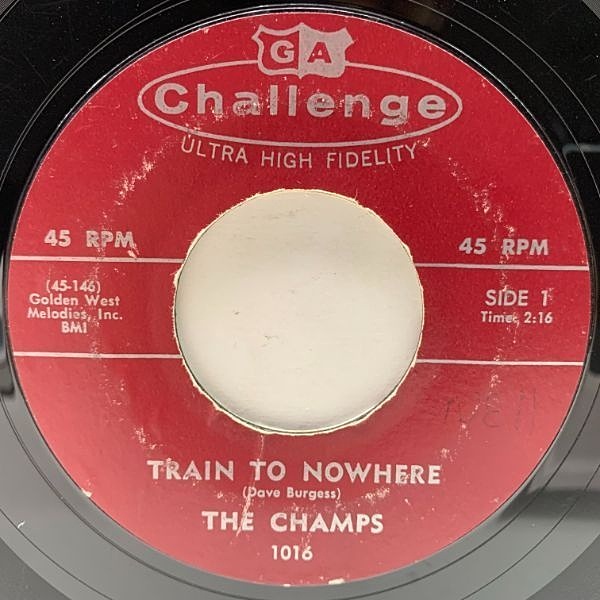 GA
Challenge
ULTRA HIGH FIDELITY
45 RPM
45 RPM
(45-146)
Golden West
Melodies, Inc.
BMI
SIDE 1
Time: 2:16
TRAIN TO NOWHERE
(Dave Burgess)
THE CHAMPS
1016